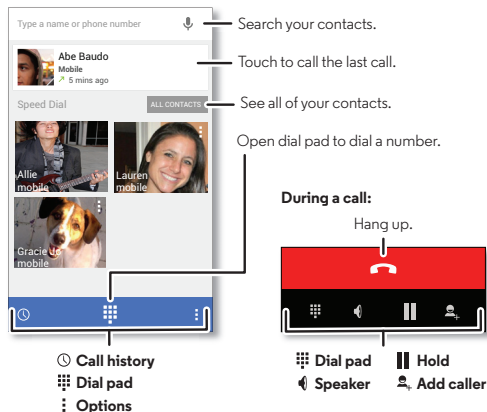 Type a name or phone number
Search your contacts.
Abe Baudo
Mobile
5 mins ago
Touch to call the last call.
Speed Dial
ALL CONTACTS
See all of your contacts.
Open dial pad to dial a number.
Allie
mobile
Lauren
mobile
Gracie Jo
mobile
During a call:
Hang up.
Call history
Dial pad
Options
Dial pad
Hold
Speaker
Add caller